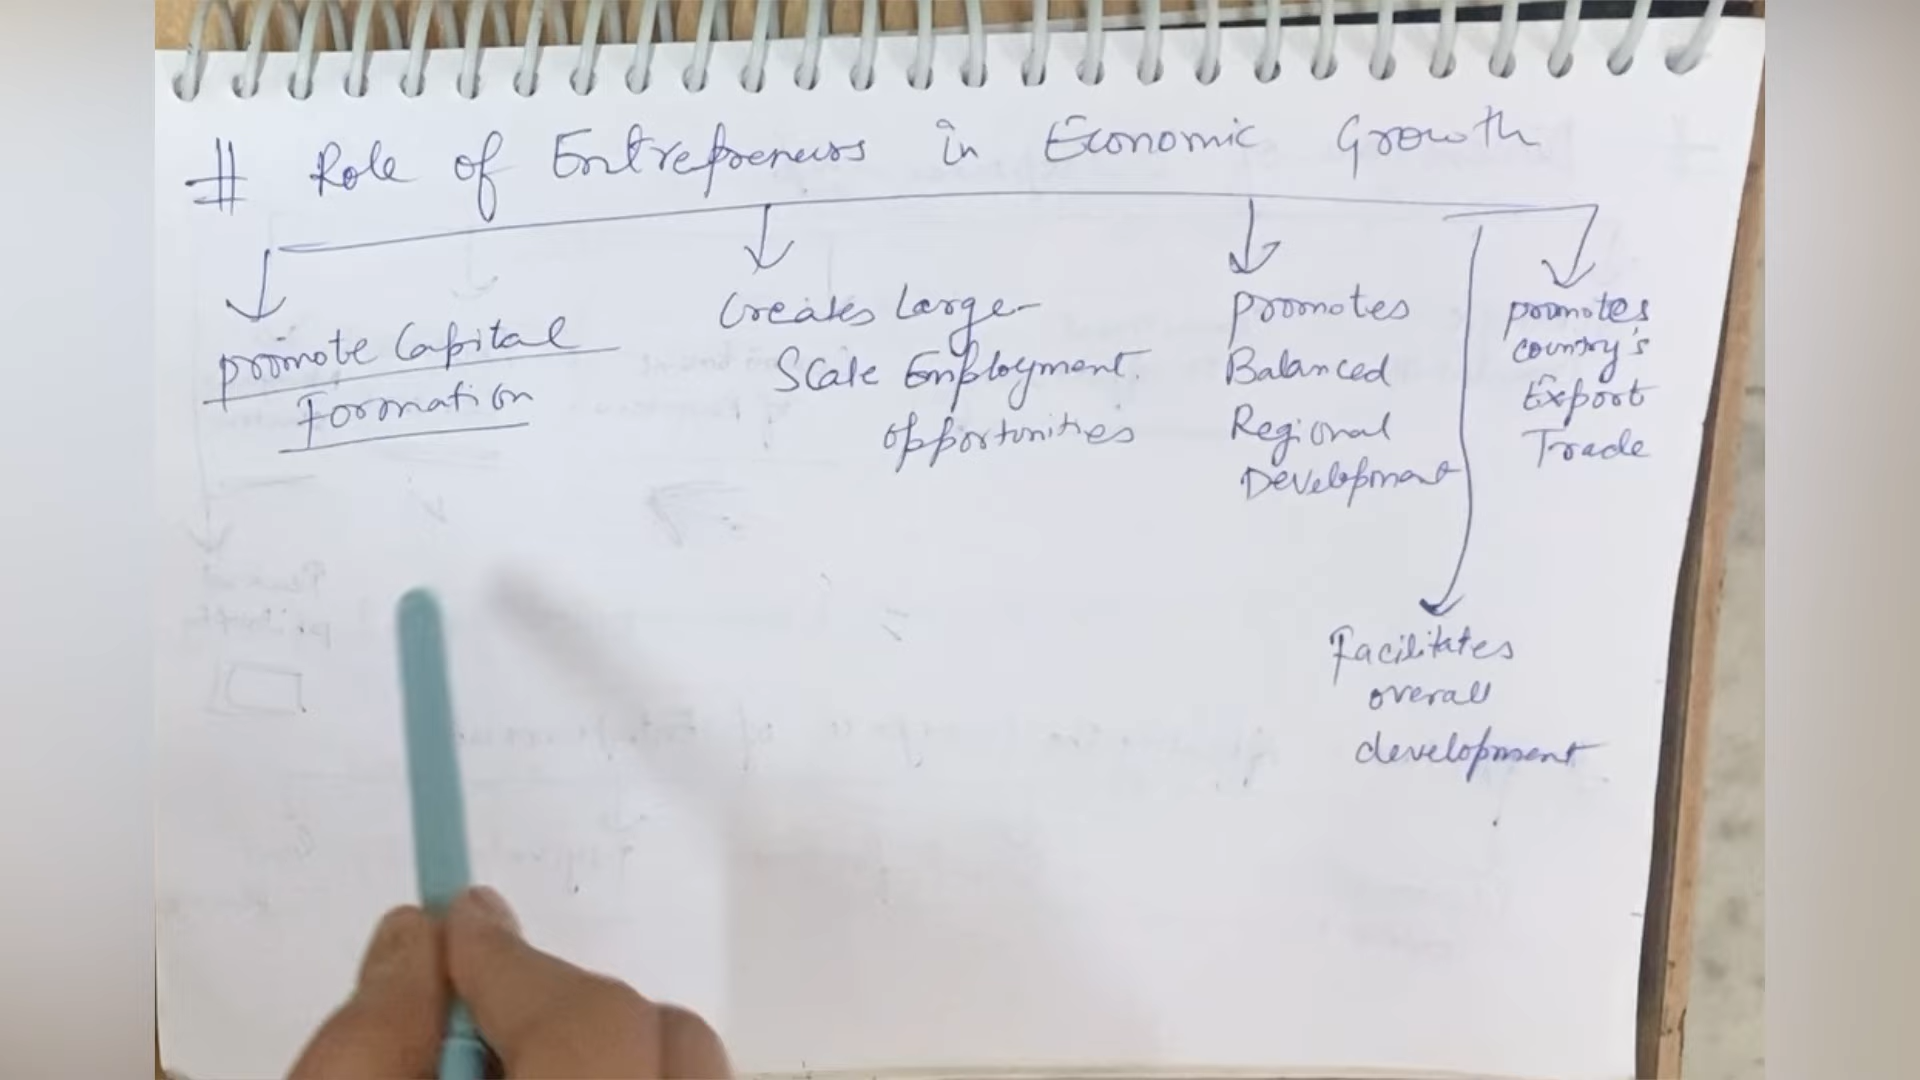 # Role of Entrepreneurs in Economic Growth
promote Capital
Formation
Creates Large-
Scale Employment
opportunities
promotes
Balanced
Regional
Development
promotes
country's
Export
Trade
Facilitates
overall
development